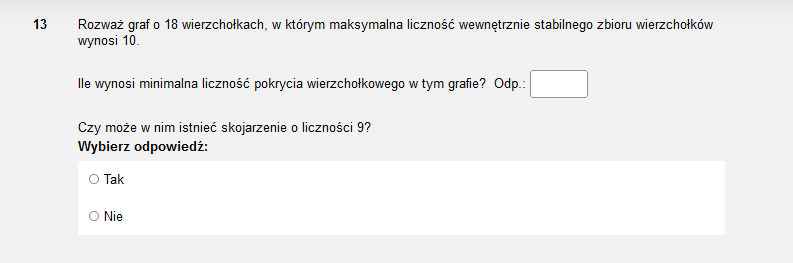 13 Rozważ graf o 18 wierzchołkach, w którym maksymalna liczność wewnętrznie stabilnego zbioru wierzchołków
wynosi 10.
Ile wynosi minimalna liczność pokrycia wierzchołkowego w tym grafie? Odp.:
Czy może w nim istnieć skojarzenie o liczności 9?
Wybierz odpowiedź:
Tak
Nie